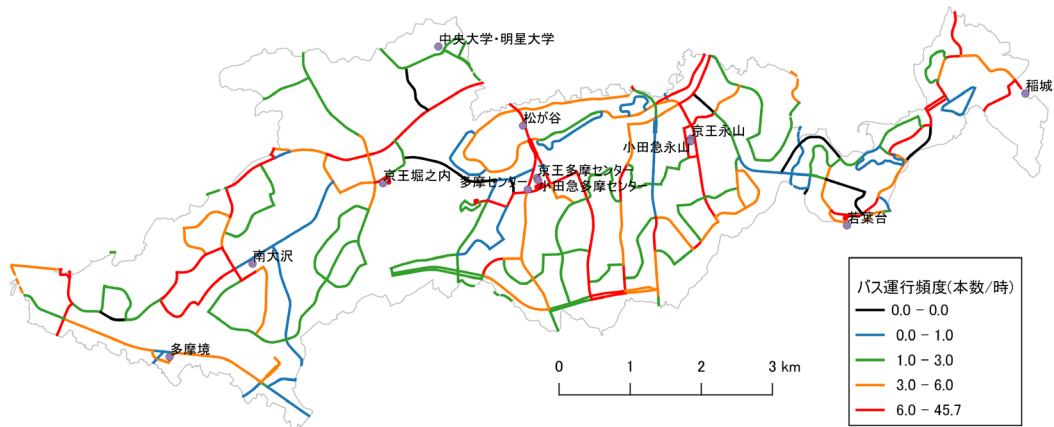 中央大学・明星大学
稲城
松が谷
京王永山
小田急永山
京王多摩センター
多摩センター
小田急多摩センター
京王堀之内
若葉台
南大沢
多摩境
バス運行頻度(本数/時)
0.0 - 0.0
0.0 - 1.0
1.0 - 3.0
3.0 - 6.0
6.0 - 45.7
0 1 2 3 km